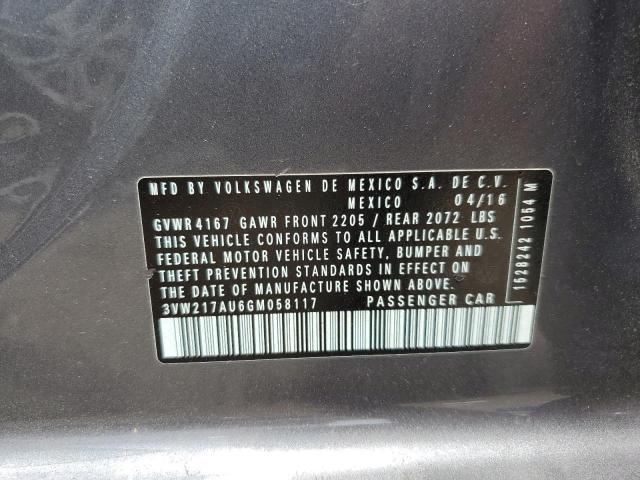 MFD BY VOLKSWAGEN DE MEXICO S.A. DE C.V.
MEXICO 04/16
GVWR 4167 GAWR FRONT 2205 / REAR 2072 LBS
THIS VEHICLE CONFORMS TO ALL APPLICABLE U.S.
FEDERAL MOTOR VEHICLE SAFETY, BUMPER AND
THEFT PREVENTION STANDARDS IN EFFECT ON
THE DATE OF MANUFACTURE SHOWN ABOVE.
3VW217AU6GM058117 PASSENGER CAR
1528242 1054 M